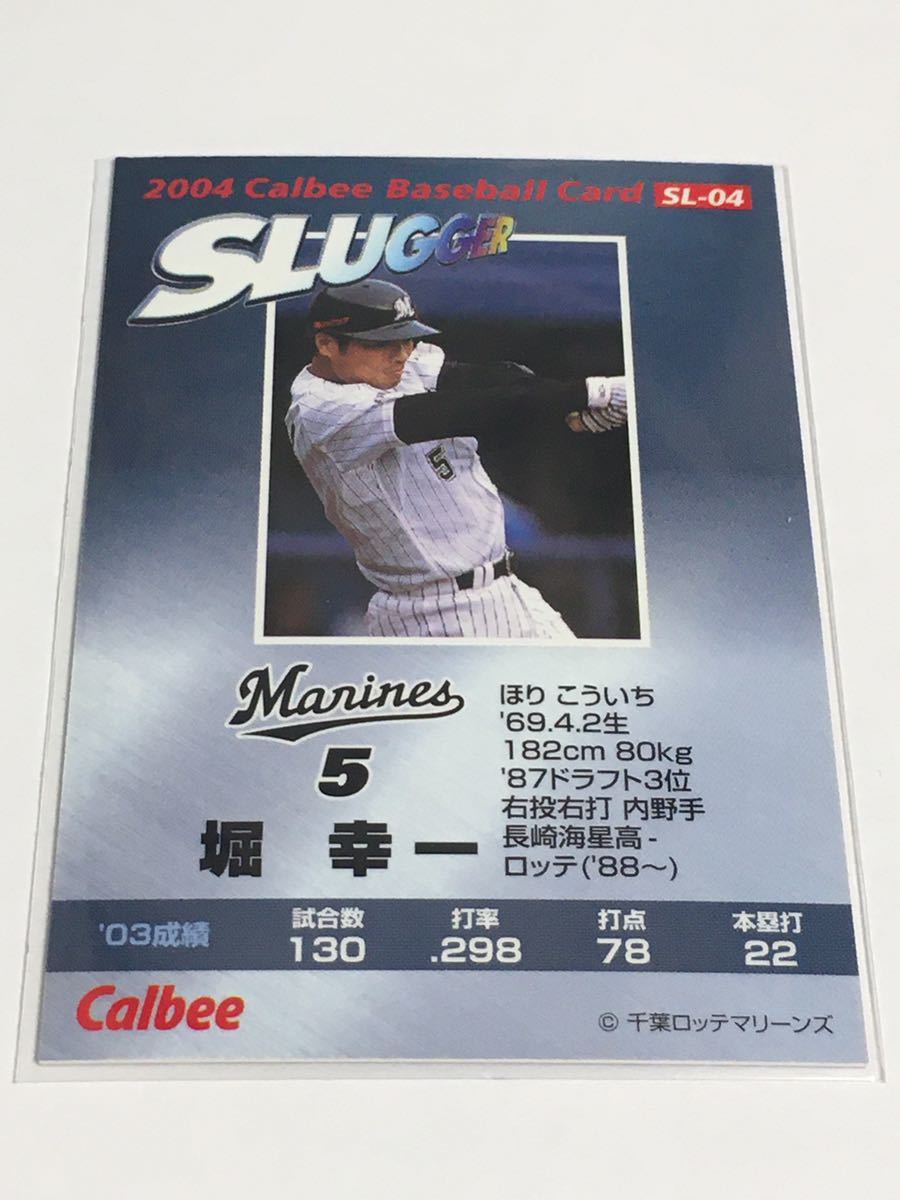 2004 Calbee Baseball Card SL-04
SLUGGER
M
5
Marines
5
堀 幸一
ほり こういち
'69.4.2生
182cm 80kg
'87ドラフト3位
右投右打 内野手
長崎海星高-
ロッテ('88～)
'03成績
試合数 打率 打点 本塁打
130 .298 78 22
Calbee
© 千葉ロッテマリーンズ